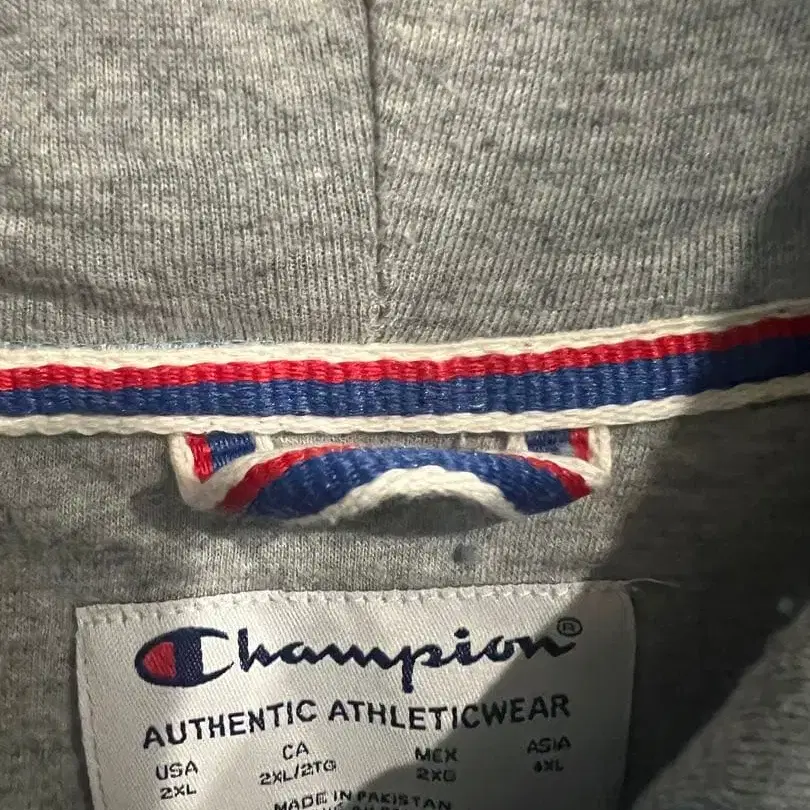 Champion®
AUTHENTIC ATHLETICWEAR
USA CA MEX ASIA
2XL 2XL/2TG 2XG 4XL
MADE IN PAKISTAN